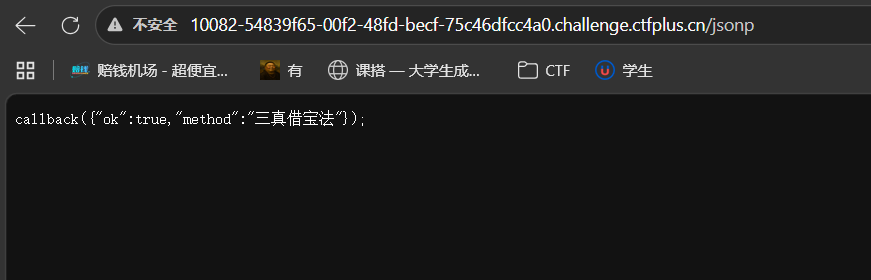 不安全 10082-54839f65-00f2-48fd-becf-75c46dfcc4a0.challenge.ctfplus.cn/jsonp
赔钱 赔钱机场 - 超便宜... 有 课搭 — 大学生成... CTF 学生
callback({"ok":true,"method":"三真借宝法"});